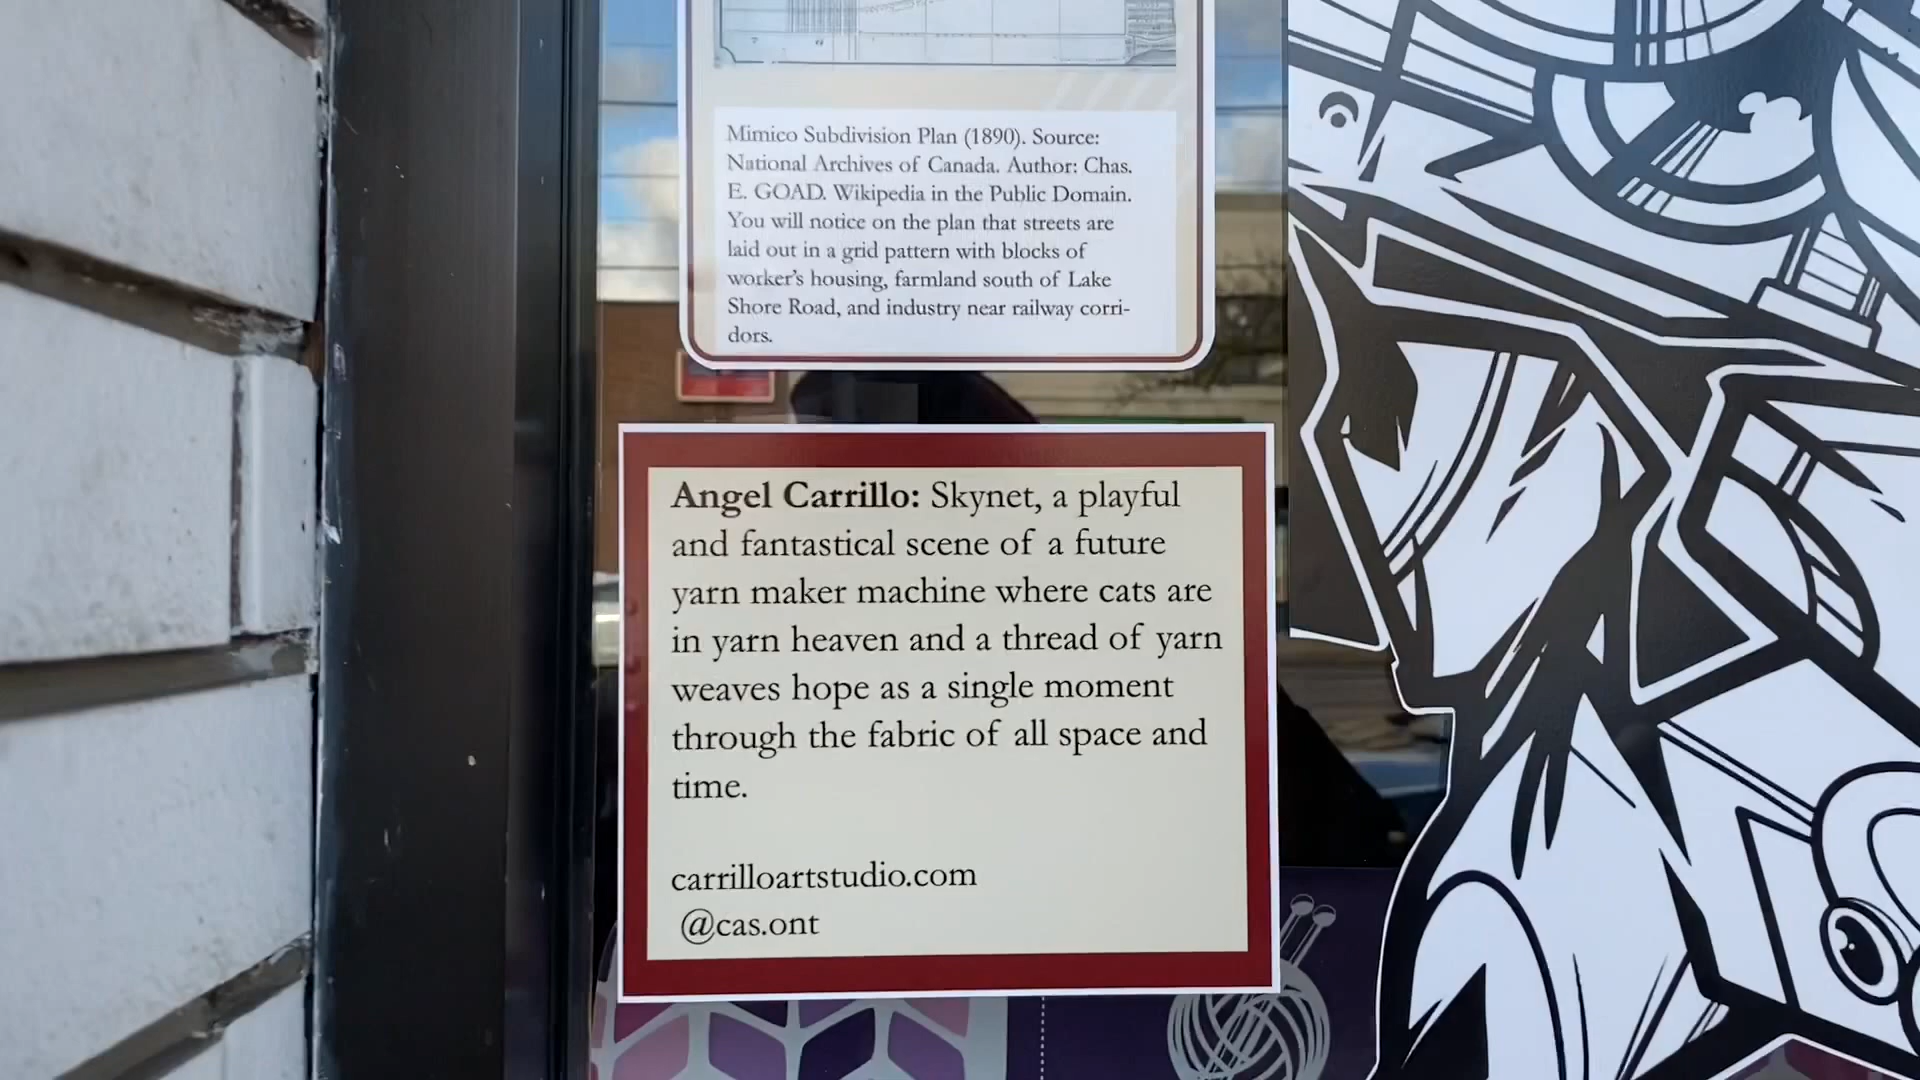 Mimico Subdivision Plan (1890). Source:
National Archives of Canada. Author: Chas.
E. GOAD. Wikipedia in the Public Domain.
You will notice on the plan that streets are
laid out in a grid pattern with blocks of
worker's housing, farmland south of Lake
Shore Road, and industry near railway corri-
dors.
Angel Carrillo: Skynet, a playful
and fantastical scene of a future
yarn maker machine where cats are
in yarn heaven and a thread of yarn
weaves hope as a single moment
through the fabric of all space and
time.
carrilloartstudio.com
@cas.ont